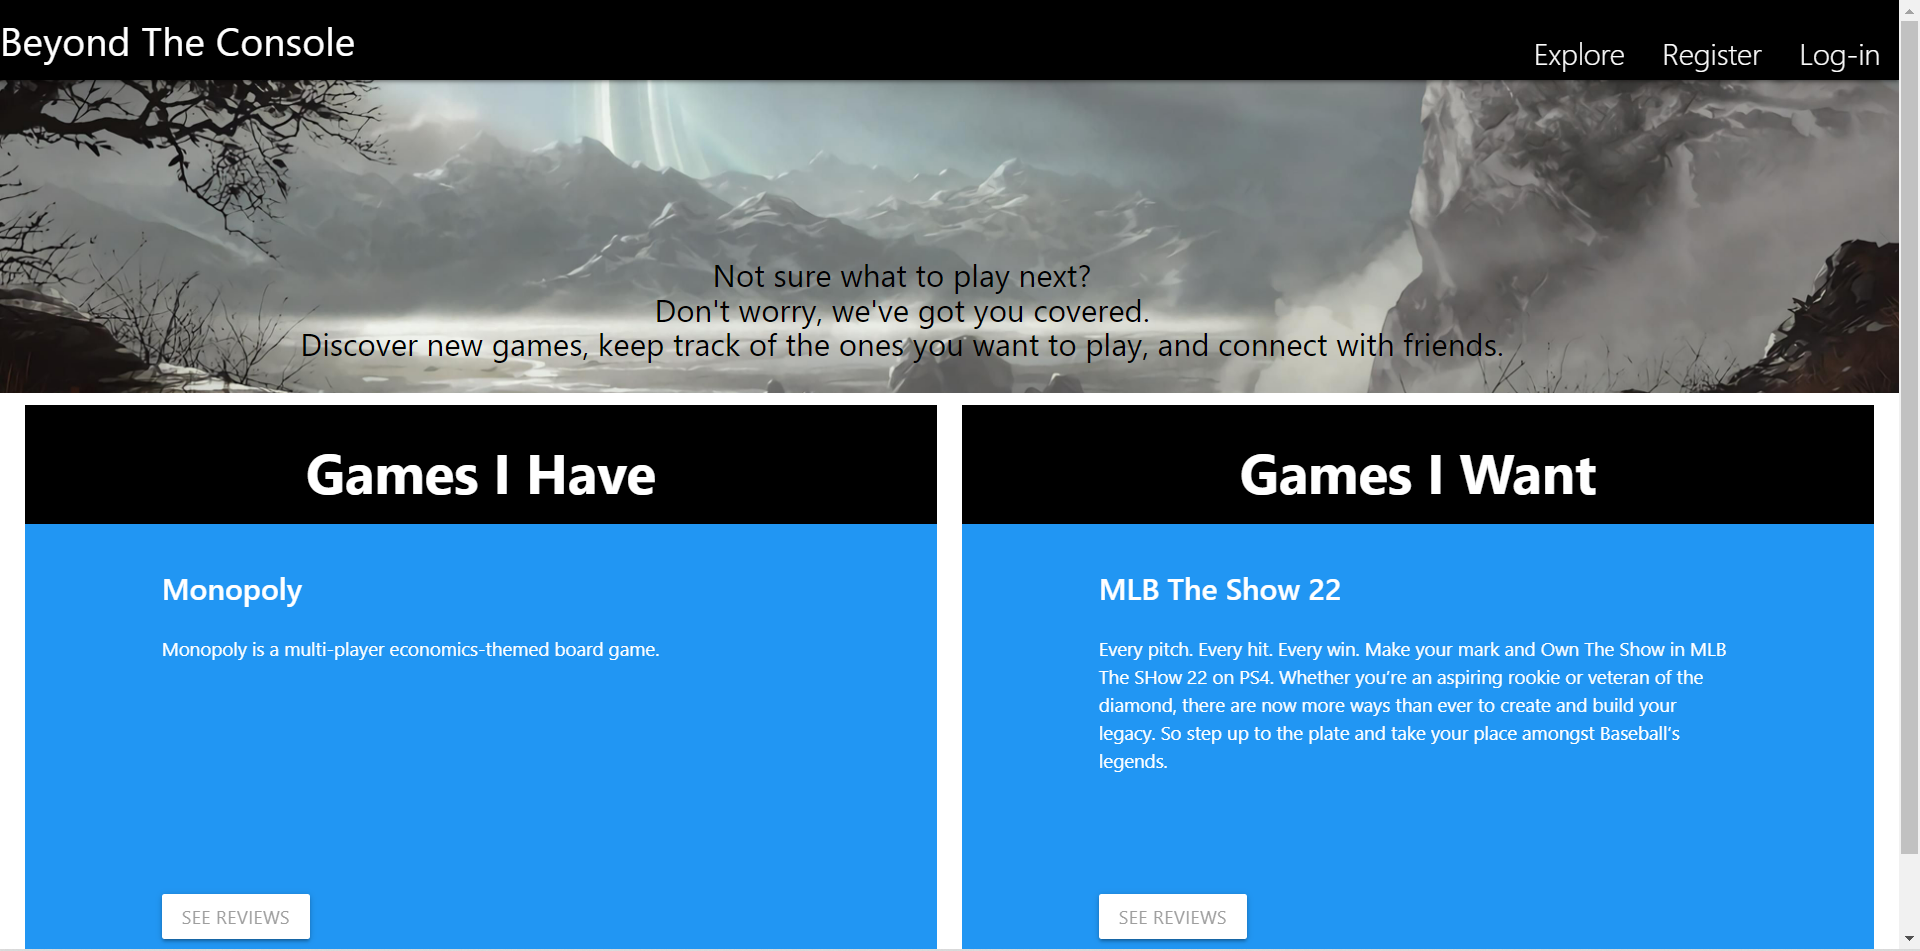 Beyond The Console
Explore Register Log-in
Not sure what to play next?
Don't worry, we've got you covered.
Discover new games, keep track of the ones you want to play, and connect with friends.
Games I Have
Monopoly
Monopoly is a multi-player economics-themed board game.
SEE REVIEWS
Games I Want
MLB The Show 22
Every pitch. Every hit. Every win. Make your mark and Own The Show in MLB
The SHow 22 on PS4. Whether you’re an aspiring rookie or veteran of the
diamond, there are now more ways than ever to create and build your
legacy. So step up to the plate and take your place amongst Baseball’s
legends.
SEE REVIEWS